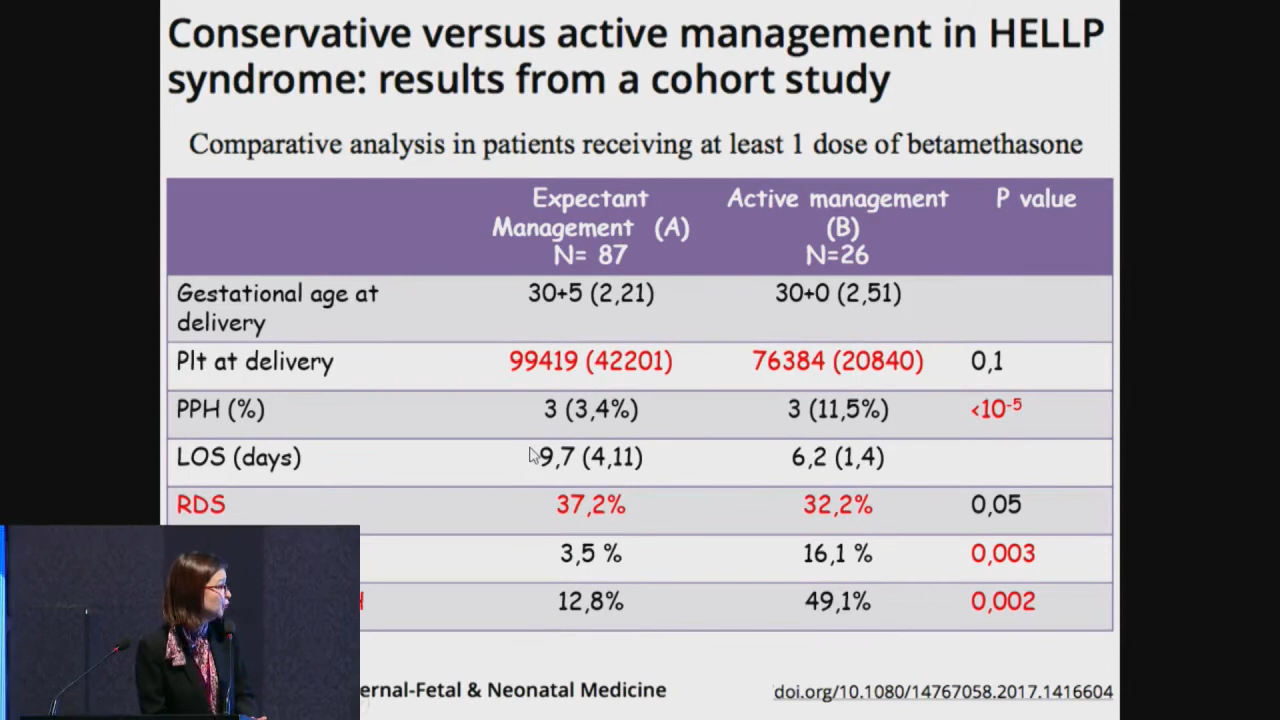 Conservative versus active management in HELLP
syndrome: results from a cohort study
Comparative analysis in patients receiving at least 1 dose of betamethasone
Expectant Management (A) N= 87 Active management (B) N=26 P value
Gestational age at delivery 30+5 (2,21) 30+0 (2,51)
Plt at delivery 99419 (42201) 76384 (20840) 0,1
PPH (%) 3 (3,4%) 3 (11,5%) <10-5
LOS (days) 9,7 (4,11) 6,2 (1,4)
RDS 37,2% 32,2% 0,05
3,5 % 16,1 % 0,003
12,8% 49,1% 0,002
ernal-Fetal & Neonatal Medicine doi.org/10.1080/14767058.2017.1416604